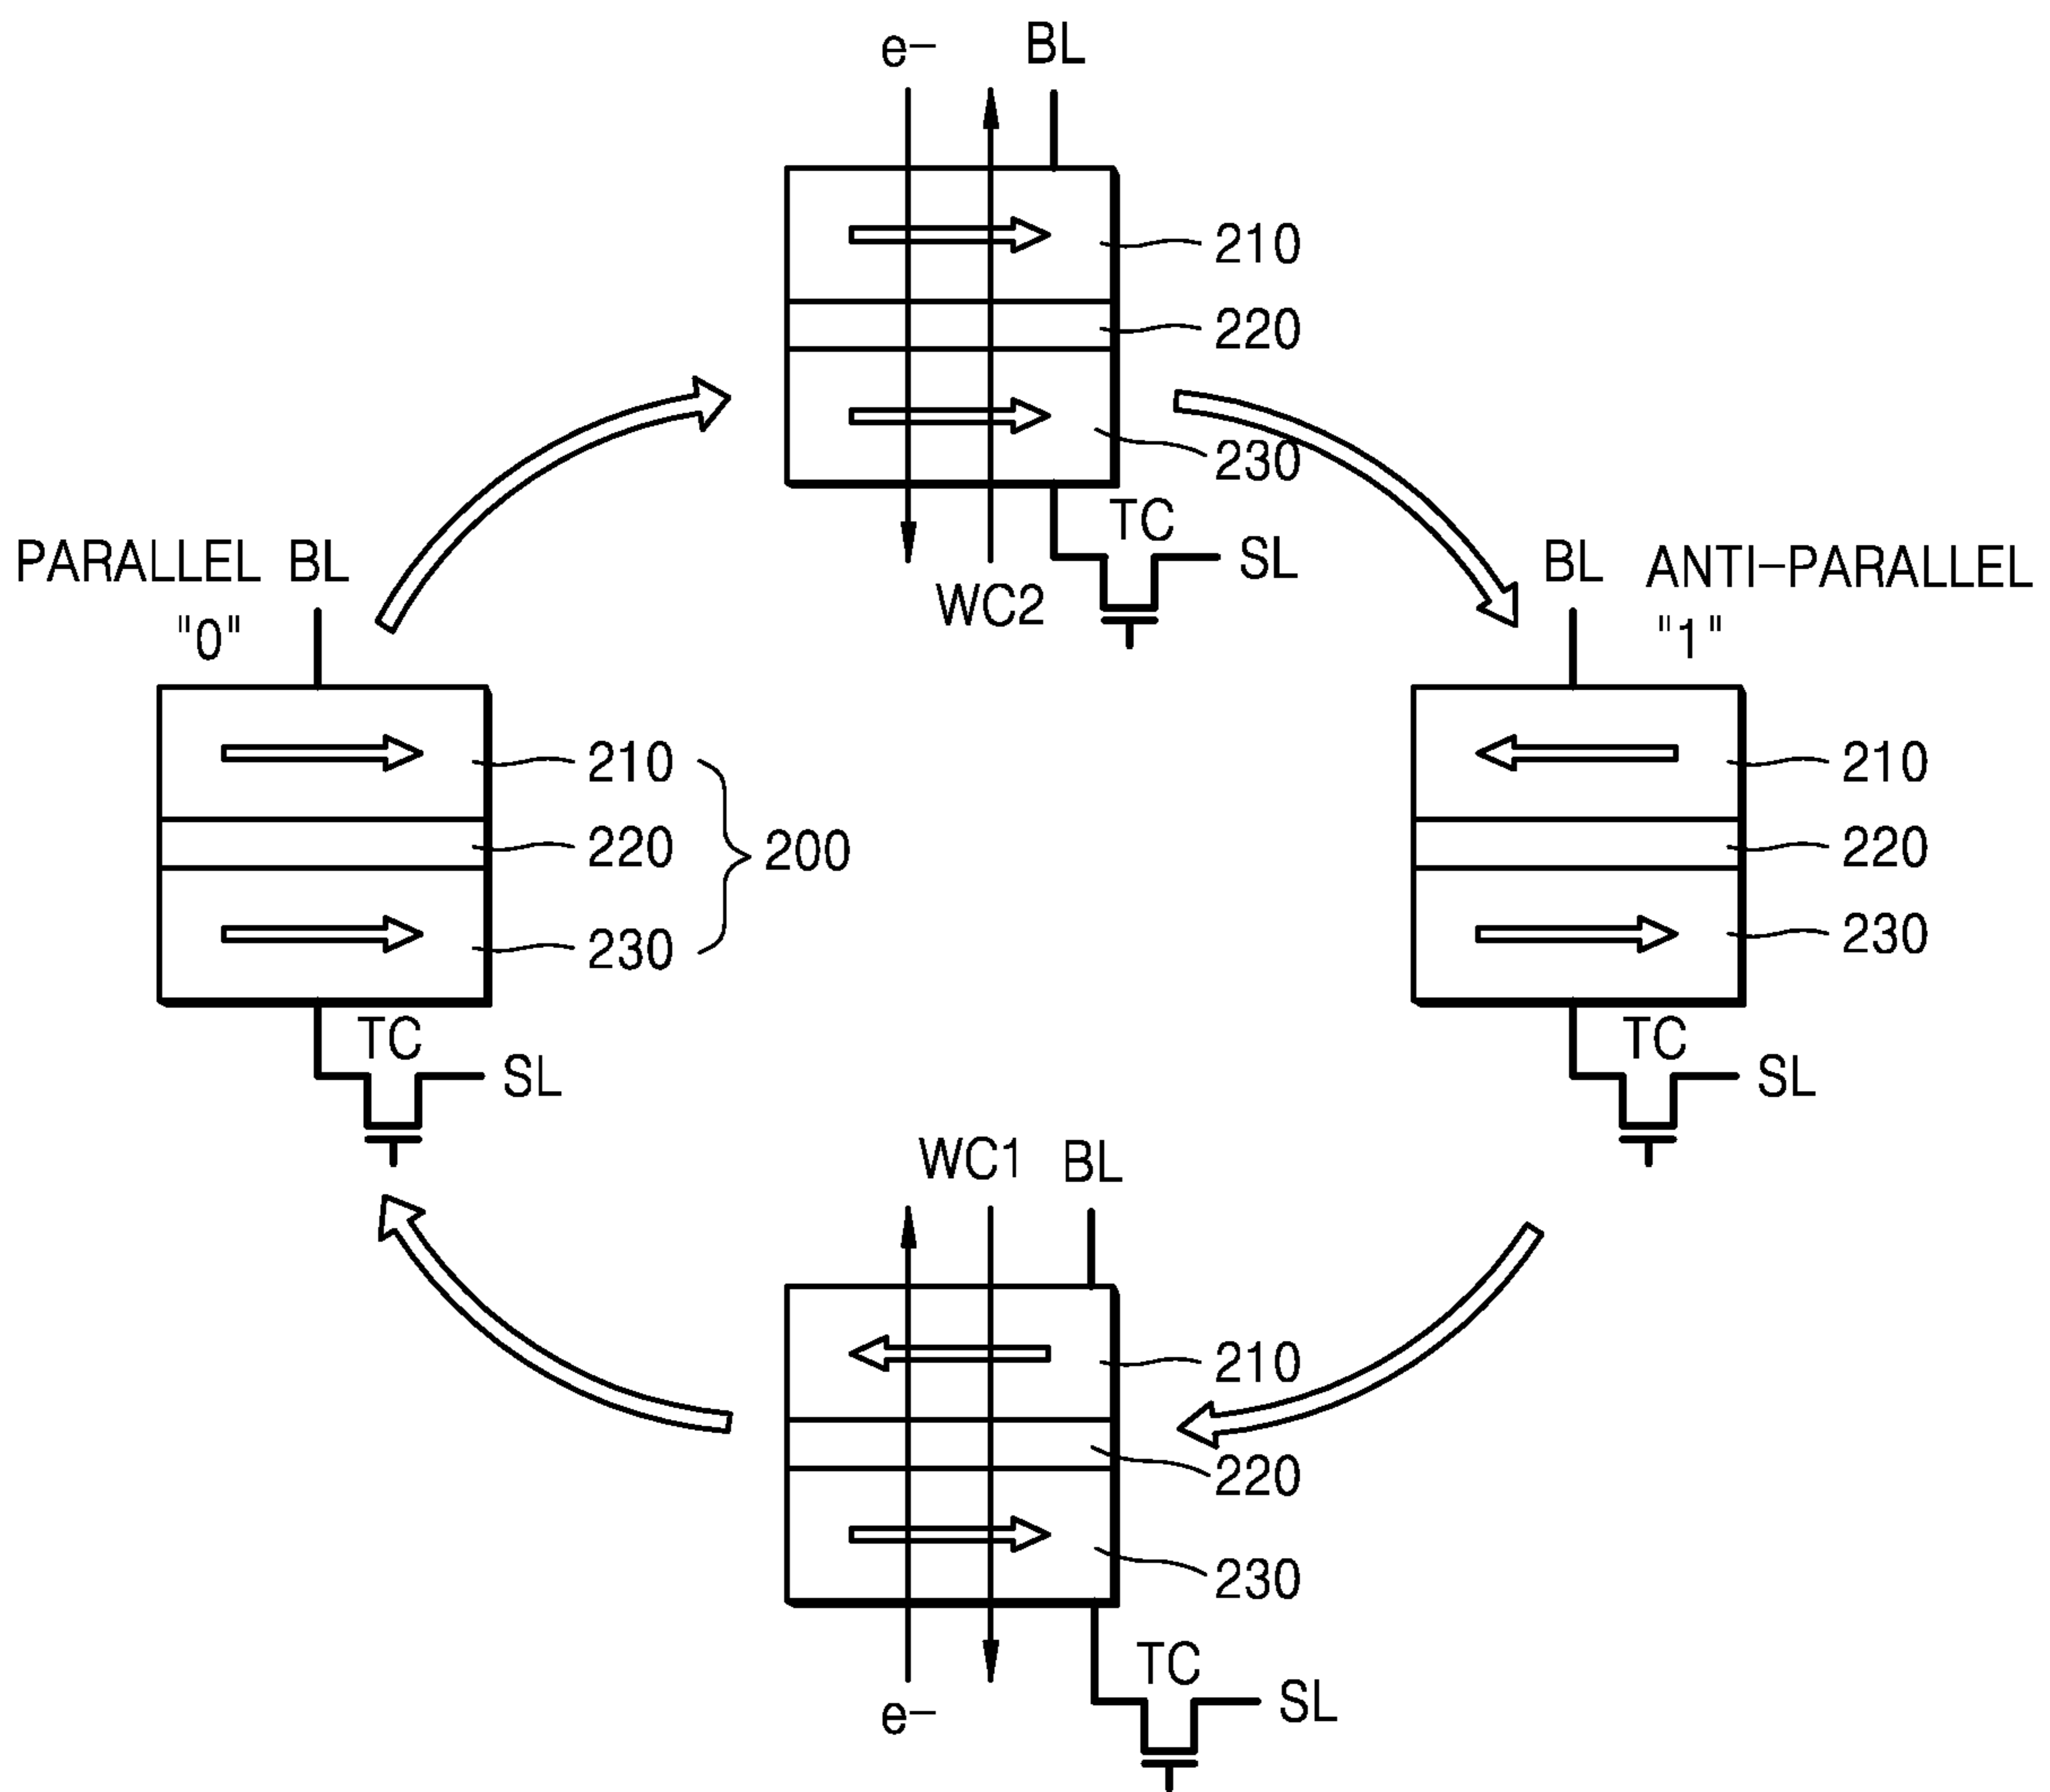 e- BL
210
220
230
TC
SL
WC2
PARALLEL BL
"0"
210
220
230
200
TC
SL
BL ANTI-PARALLEL
"1"
210
220
230
TC
SL
WC1 BL
210
220
230
TC
SL
e-